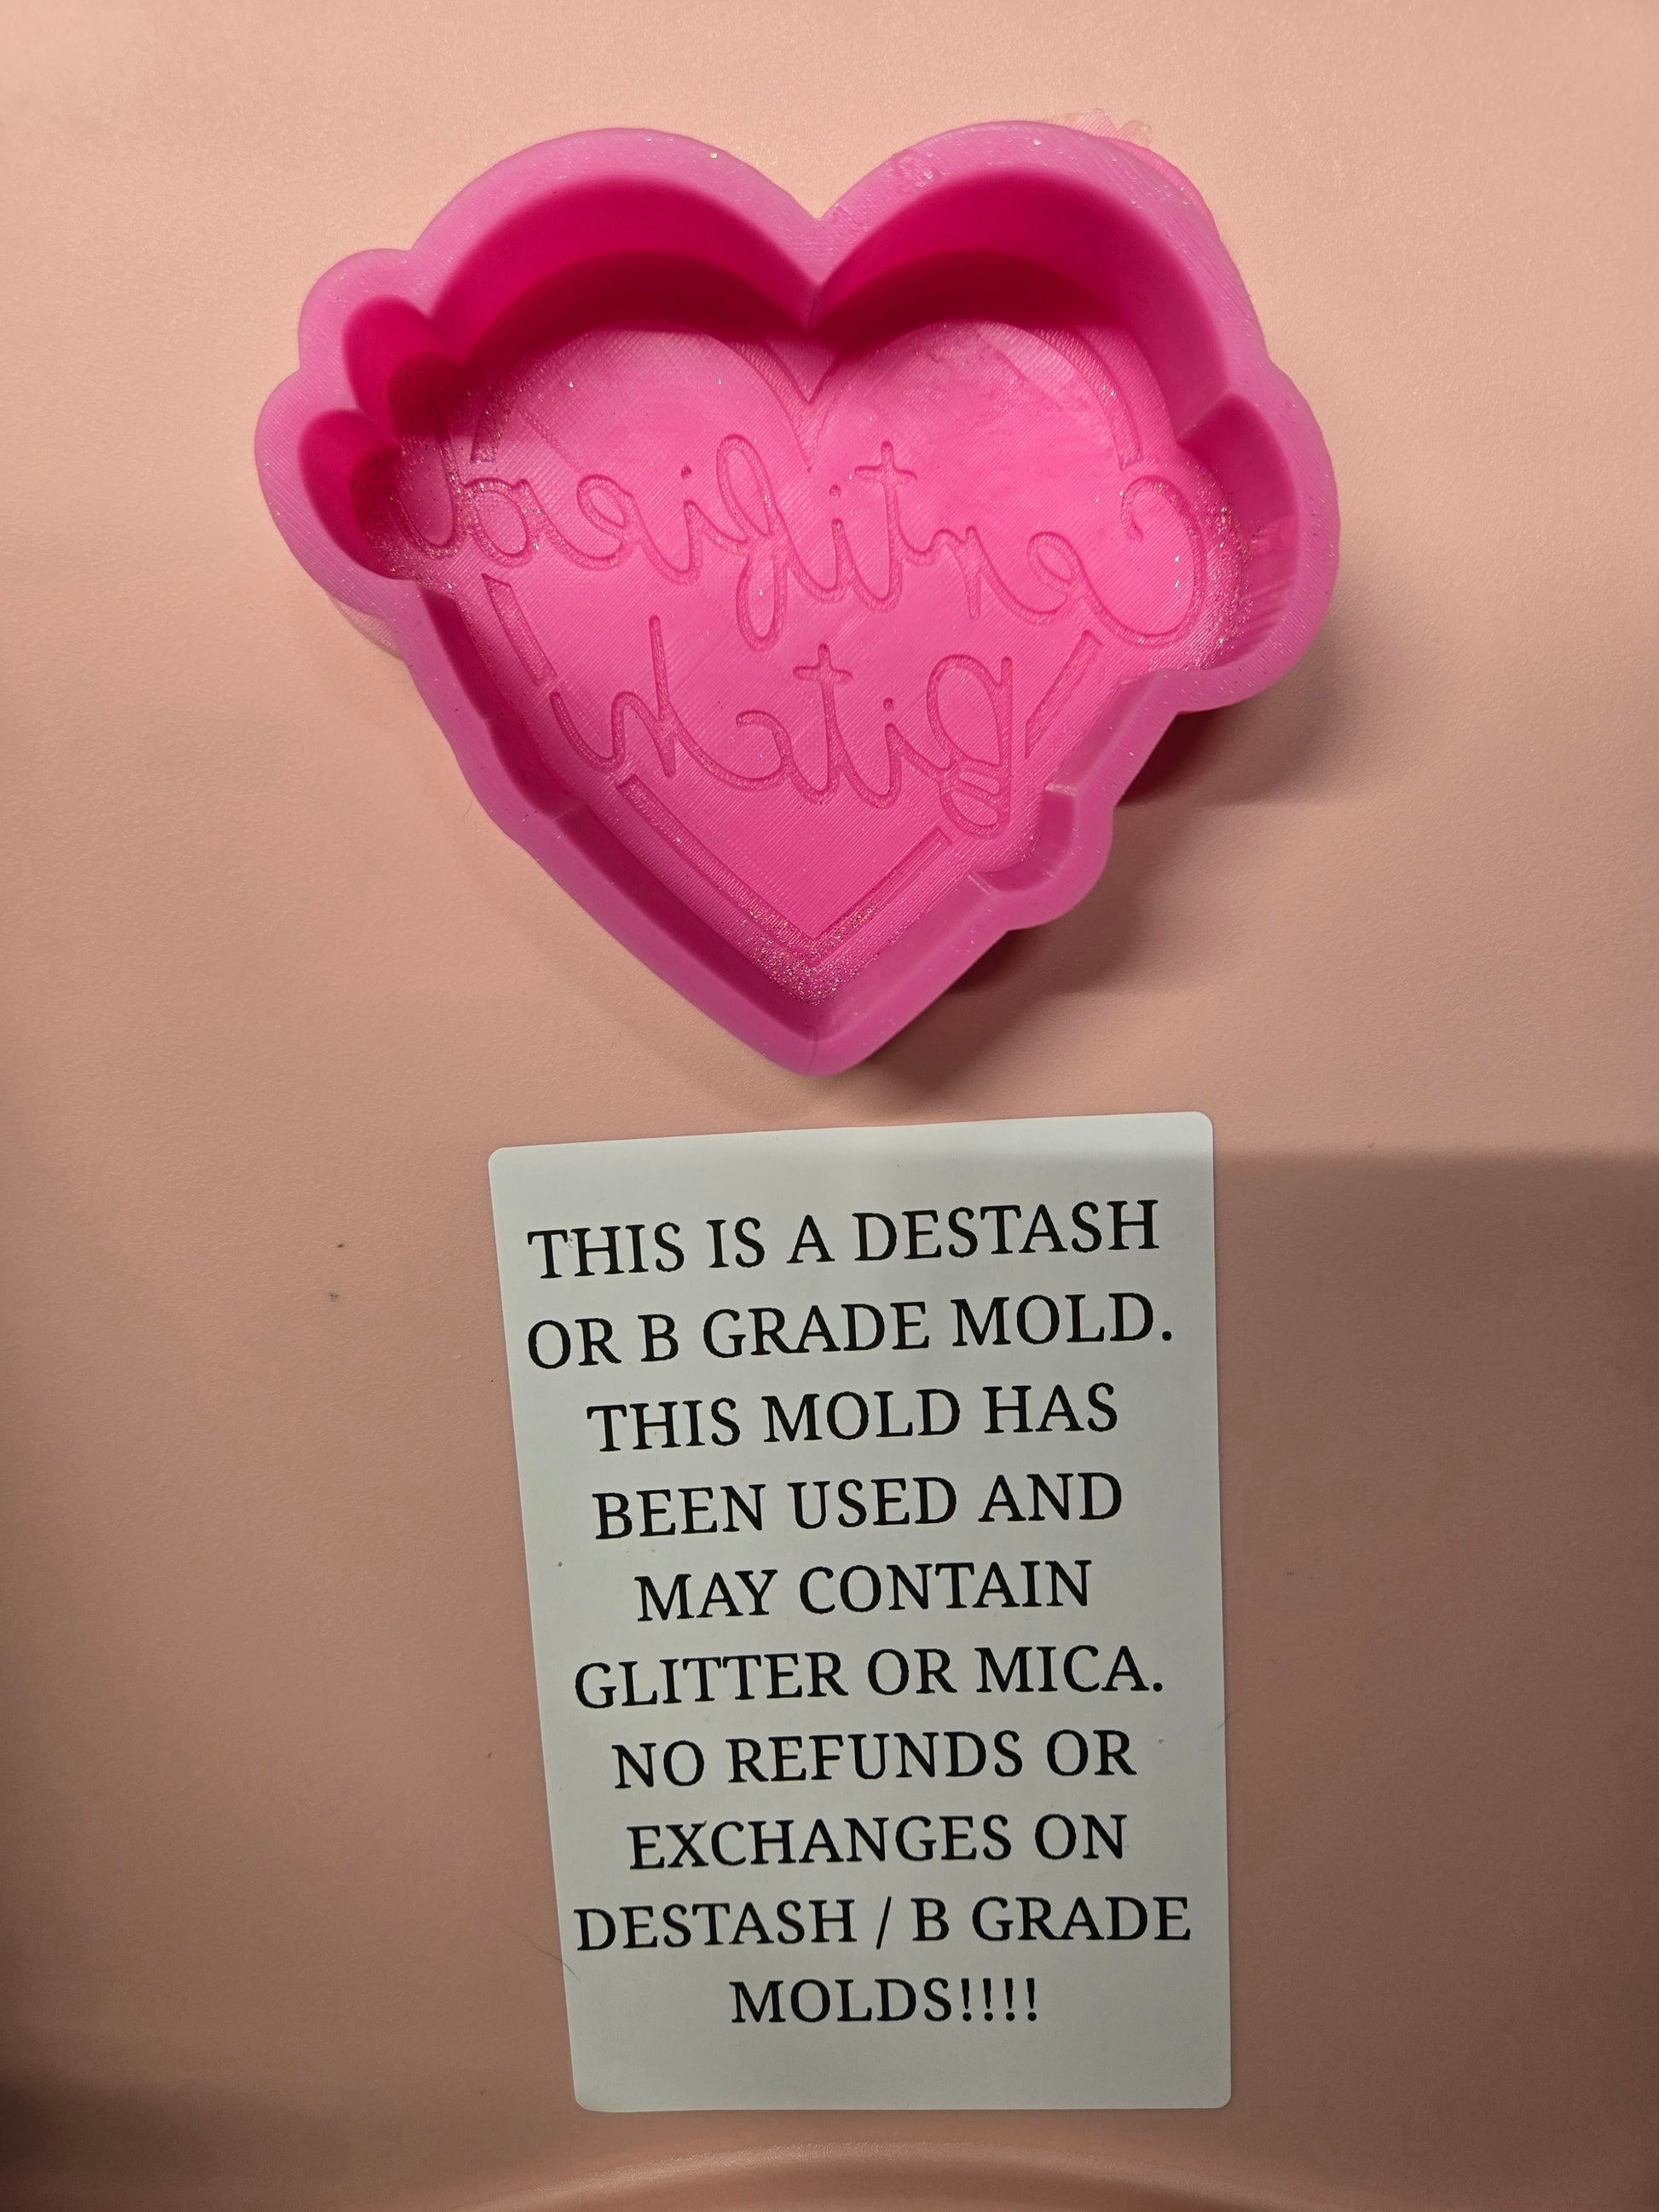 Certified
Bitch
THIS IS A DESTASH
OR B GRADE MOLD.
THIS MOLD HAS
BEEN USED AND
MAY CONTAIN
GLITTER OR MICA.
NO REFUNDS OR
EXCHANGES ON
DESTASH / B GRADE
MOLDS!!!!